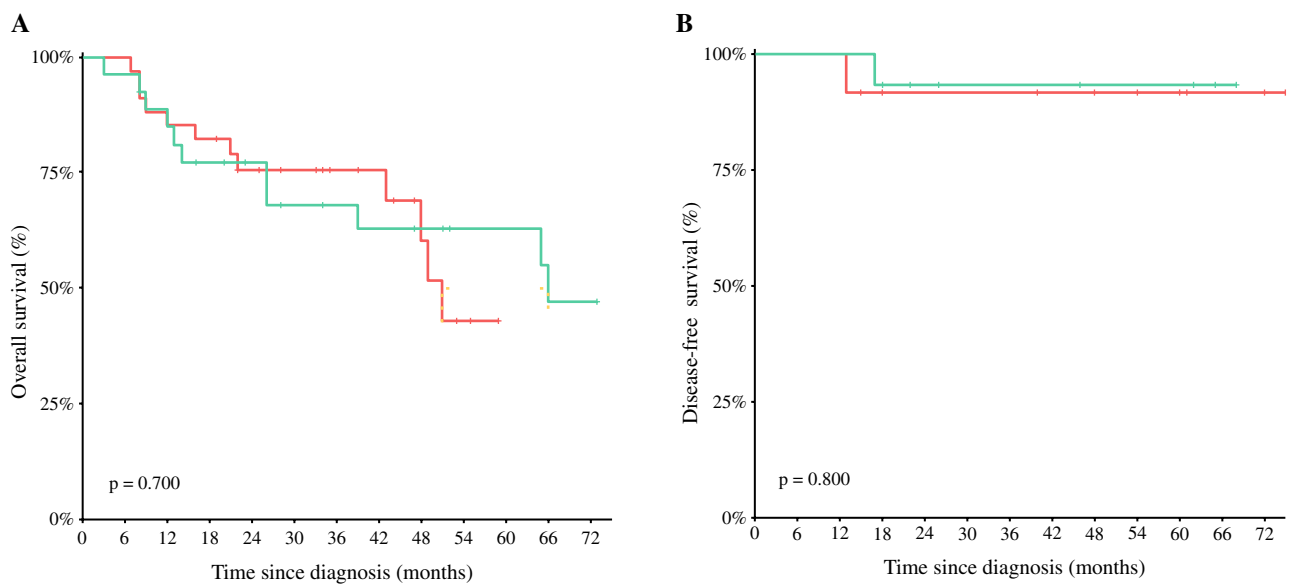 A
Overall survival (%)
100%
75%
50%
25%
0%
p = 0.700
0 6 12 18 24 30 36 42 48 54 60 66 72
Time since diagnosis (months)
B
Disease-free survival (%)
100%
75%
50%
25%
0%
p = 0.800
0 6 12 18 24 30 36 42 48 54 60 66 72
Time since diagnosis (months)